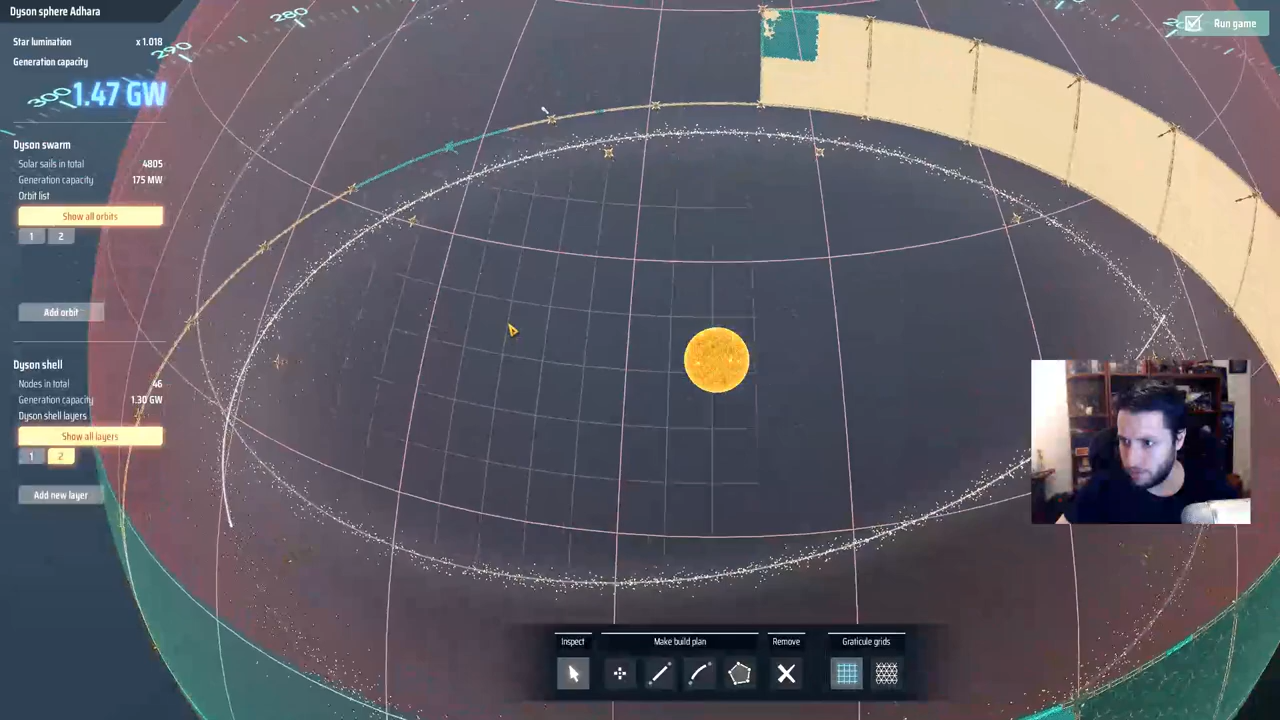 Dyson sphere Adhara
280
Run game
Star lumination x 1.018
290
Generation capacity
300
1.47 GW
Dyson swarm
Solar sails in total 4805
Generation capacity 175 MW
Orbit list
Show all orbits
1 2
Add orbit
Dyson shell
Nodes in total 46
Generation capacity 1.30 GW
Dyson shell layers
Show all layers
1 2
Add new layer
Inspect Make build plan Remove Graticule grids